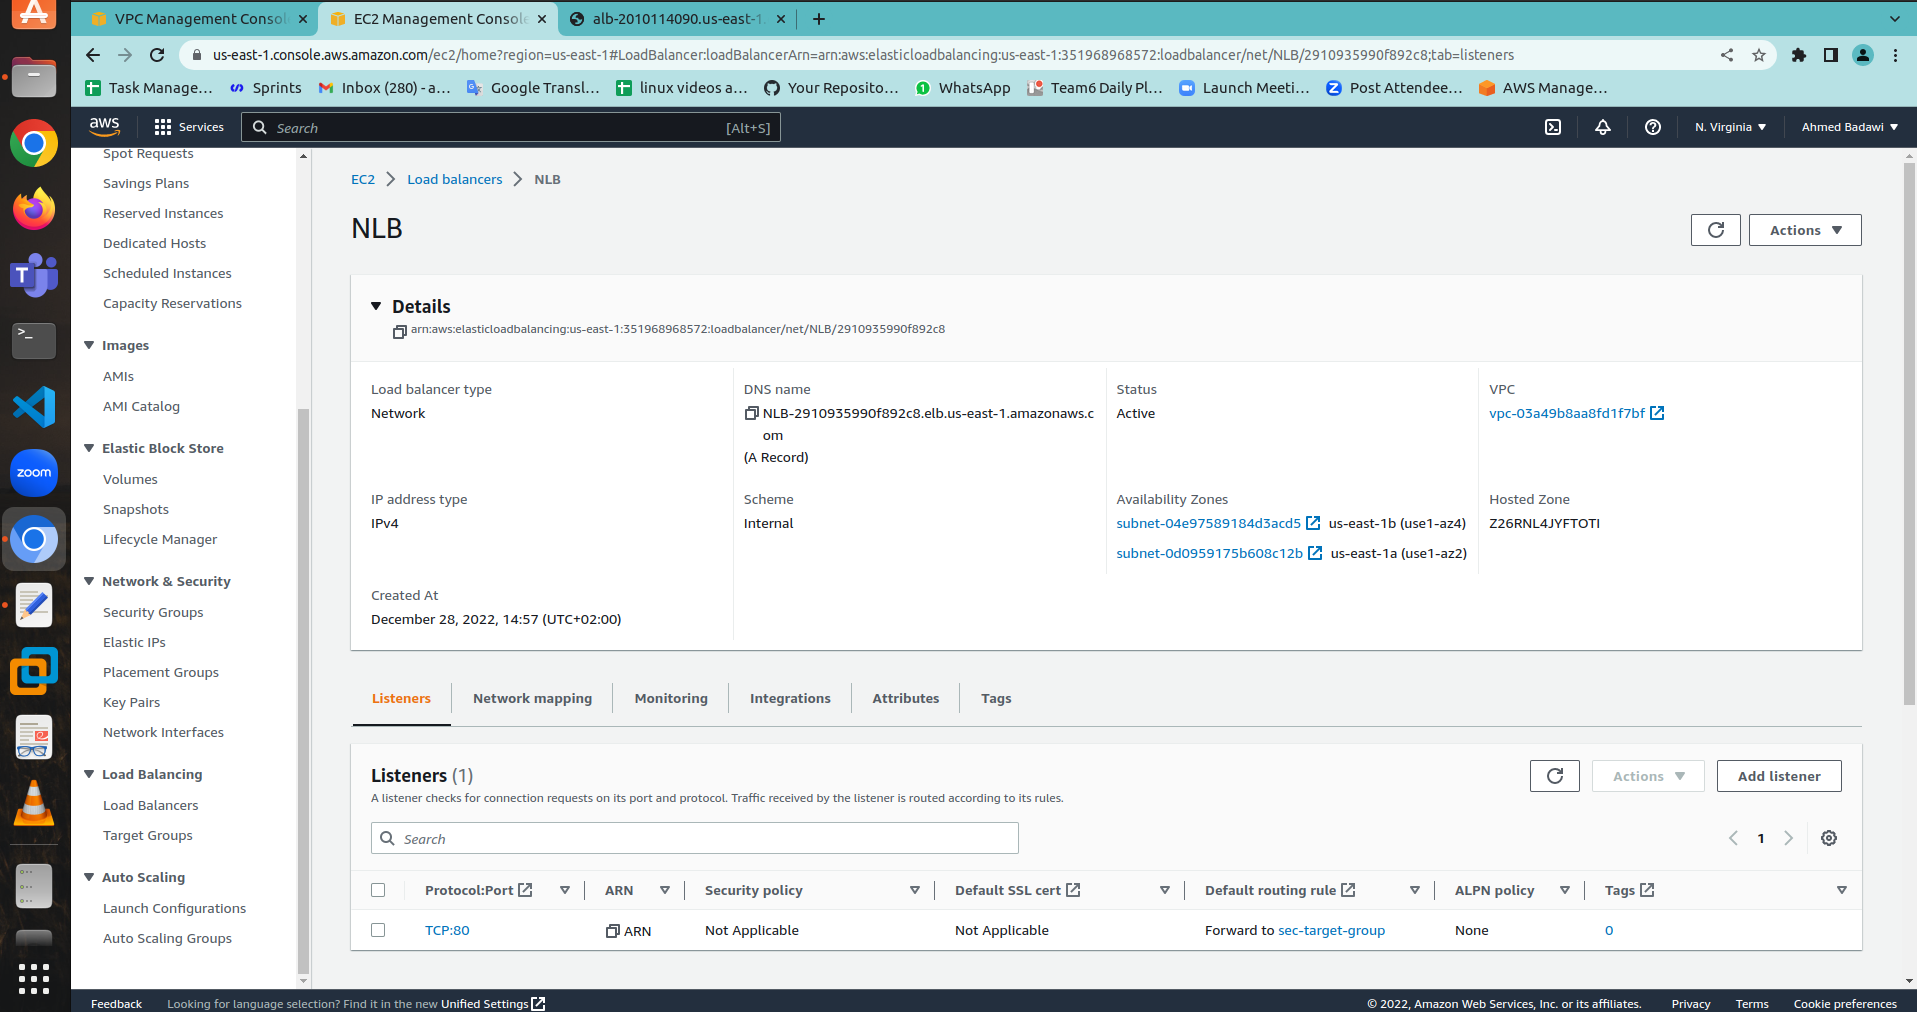 VPC Management Consol
EC2 Management Console
alb-2010114090.us-east-1.
us-east-1.console.aws.amazon.com/ec2/home?region=us-east-1#LoadBalancer:loadBalancerArn=arn:aws:elasticloadbalancing:us-east-1:351968968572:loadbalancer/net/NLB/2910935990f892c8;tab=listeners
Task Manage... Sprints Inbox (280) - a... Google Transl... linux videos a... Your Reposito... WhatsApp Team6 Daily Pl... Launch Meeti... Post Attendee... AWS Manage...
aws Services Search [Alt+S] N. Virginia Ahmed Badawi
Spot Requests
Savings Plans
Reserved Instances
Dedicated Hosts
Scheduled Instances
Capacity Reservations
Images
AMIs
AMI Catalog
Elastic Block Store
Volumes
Snapshots
Lifecycle Manager
Network & Security
Security Groups
Elastic IPs
Placement Groups
Key Pairs
Network Interfaces
Load Balancing
Load Balancers
Target Groups
Auto Scaling
Launch Configurations
Auto Scaling Groups
zoom
EC2 Load balancers NLB
NLB
Actions
Details
arn:aws:elasticloadbalancing:us-east-1:351968968572:loadbalancer/net/NLB/2910935990f892c8
Load balancer type
Network
DNS name
NLB-2910935990f892c8.elb.us-east-1.amazonaws.c
om
(A Record)
Status
Active
VPC
vpc-03a49b8aa8fd1f7bf
IP address type
IPv4
Scheme
Internal
Availability Zones
subnet-04e97589184d3acd5 us-east-1b (use1-az4)
subnet-0d0959175b608c12b us-east-1a (use1-az2)
Hosted Zone
Z26RNL4JYFTOTI
Created At
December 28, 2022, 14:57 (UTC+02:00)
Listeners Network mapping Monitoring Integrations Attributes Tags
Listeners (1)
A listener checks for connection requests on its port and protocol. Traffic received by the listener is routed according to its rules.
Actions Add listener
Search
1
Protocol:Port ARN Security policy Default SSL cert Default routing rule ALPN policy Tags
TCP:80 ARN Not Applicable Not Applicable Forward to sec-target-group None 0
Feedback Looking for language selection? Find it in the new Unified Settings © 2022, Amazon Web Services, Inc. or its affiliates. Privacy Terms Cookie preferences